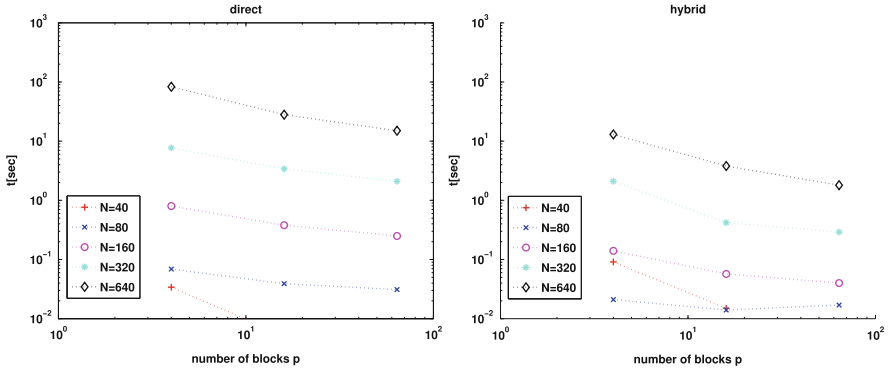 direct
10^3
10^2
10^1
10^0
10^-1
10^-2
t[sec]
N=40
N=80
N=160
N=320
N=640
10^0
10^1
10^2
number of blocks p
hybrid
10^3
10^2
10^1
10^0
10^-1
10^-2
t[sec]
N=40
N=80
N=160
N=320
N=640
10^0
10^1
10^2
number of blocks p